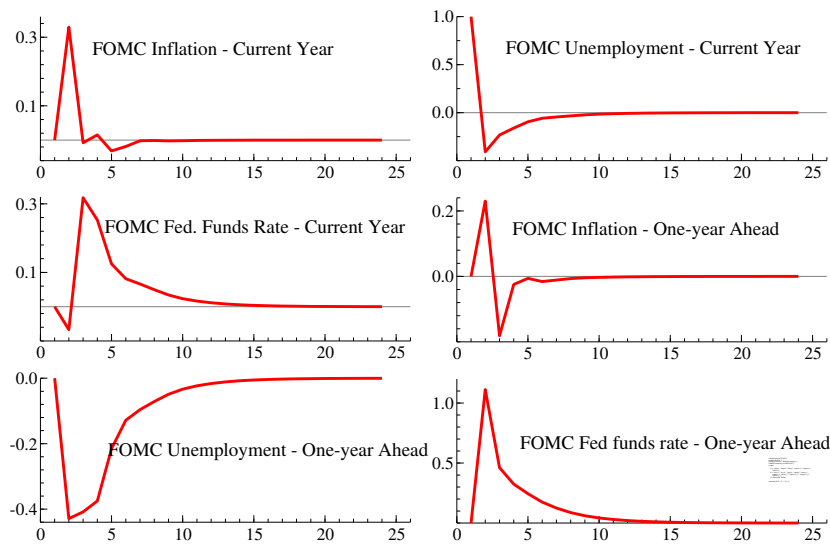 FOMC Inflation - Current Year
0.3
0.1
0 5 10 15 20 25
FOMC Unemployment - Current Year
1.0
0.5
0.0
0 5 10 15 20 25
FOMC Fed. Funds Rate - Current Year
0.3
0.1
0 5 10 15 20 25
FOMC Inflation - One-year Ahead
0.2
0.0
0 5 10 15 20 25
FOMC Unemployment - One-year Ahead
0.0
-0.2
-0.4
0 5 10 15 20 25
FOMC Fed funds rate - One-year Ahead
1.0
0.5
0 5 10 15 20 25